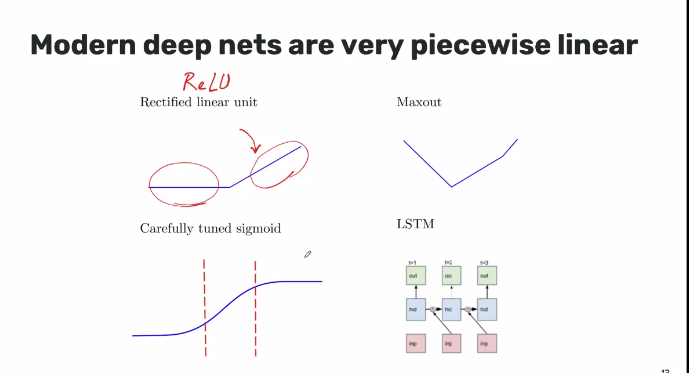 Modern deep nets are very piecewise linear
ReLU
Rectified linear unit
Maxout
Carefully tuned sigmoid
LSTM
t=1 t=2 t=3
out out out
hid hid hid
inp inp inp